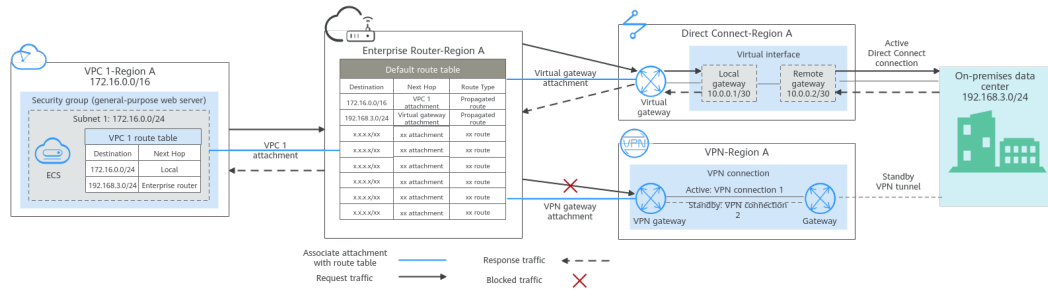 VPC 1-Region A
172.16.0.0/16
Security group (general-purpose web server)
Subnet 1: 172.16.0.0/24
ECS
VPC 1 route table
Destination Next Hop
172.16.0.0/24 Local
192.168.3.0/24 Enterprise router
VPC 1
attachment
Enterprise Router-Region A
Default route table
Destination Next Hop Route Type
172.16.0.0/16 VPC 1 attachment Propagated route
192.168.3.0/24 Virtual gateway attachment Propagated route
x.x.x.x/xx xx attachment xx route
x.x.x.x/xx xx attachment xx route
x.x.x.x/xx xx attachment xx route
x.x.x.x/xx xx attachment xx route
x.x.x.x/xx xx attachment xx route
x.x.x.x/xx xx attachment xx route
Virtual gateway
attachment
VPN gateway
attachment
Direct Connect-Region A
Virtual interface
Virtual
gateway
Local
gateway
10.0.0.1/30
Remote
gateway
10.0.0.2/30
Active
Direct Connect
connection
VPN
VPN-Region A
VPN connection
Active: VPN connection 1
Standby: VPN connection
2
VPN gateway
Gateway
Standby
VPN tunnel
On-premises data
center
192.168.3.0/24
Associate attachment
with route table
Response traffic
Request traffic
Blocked traffic